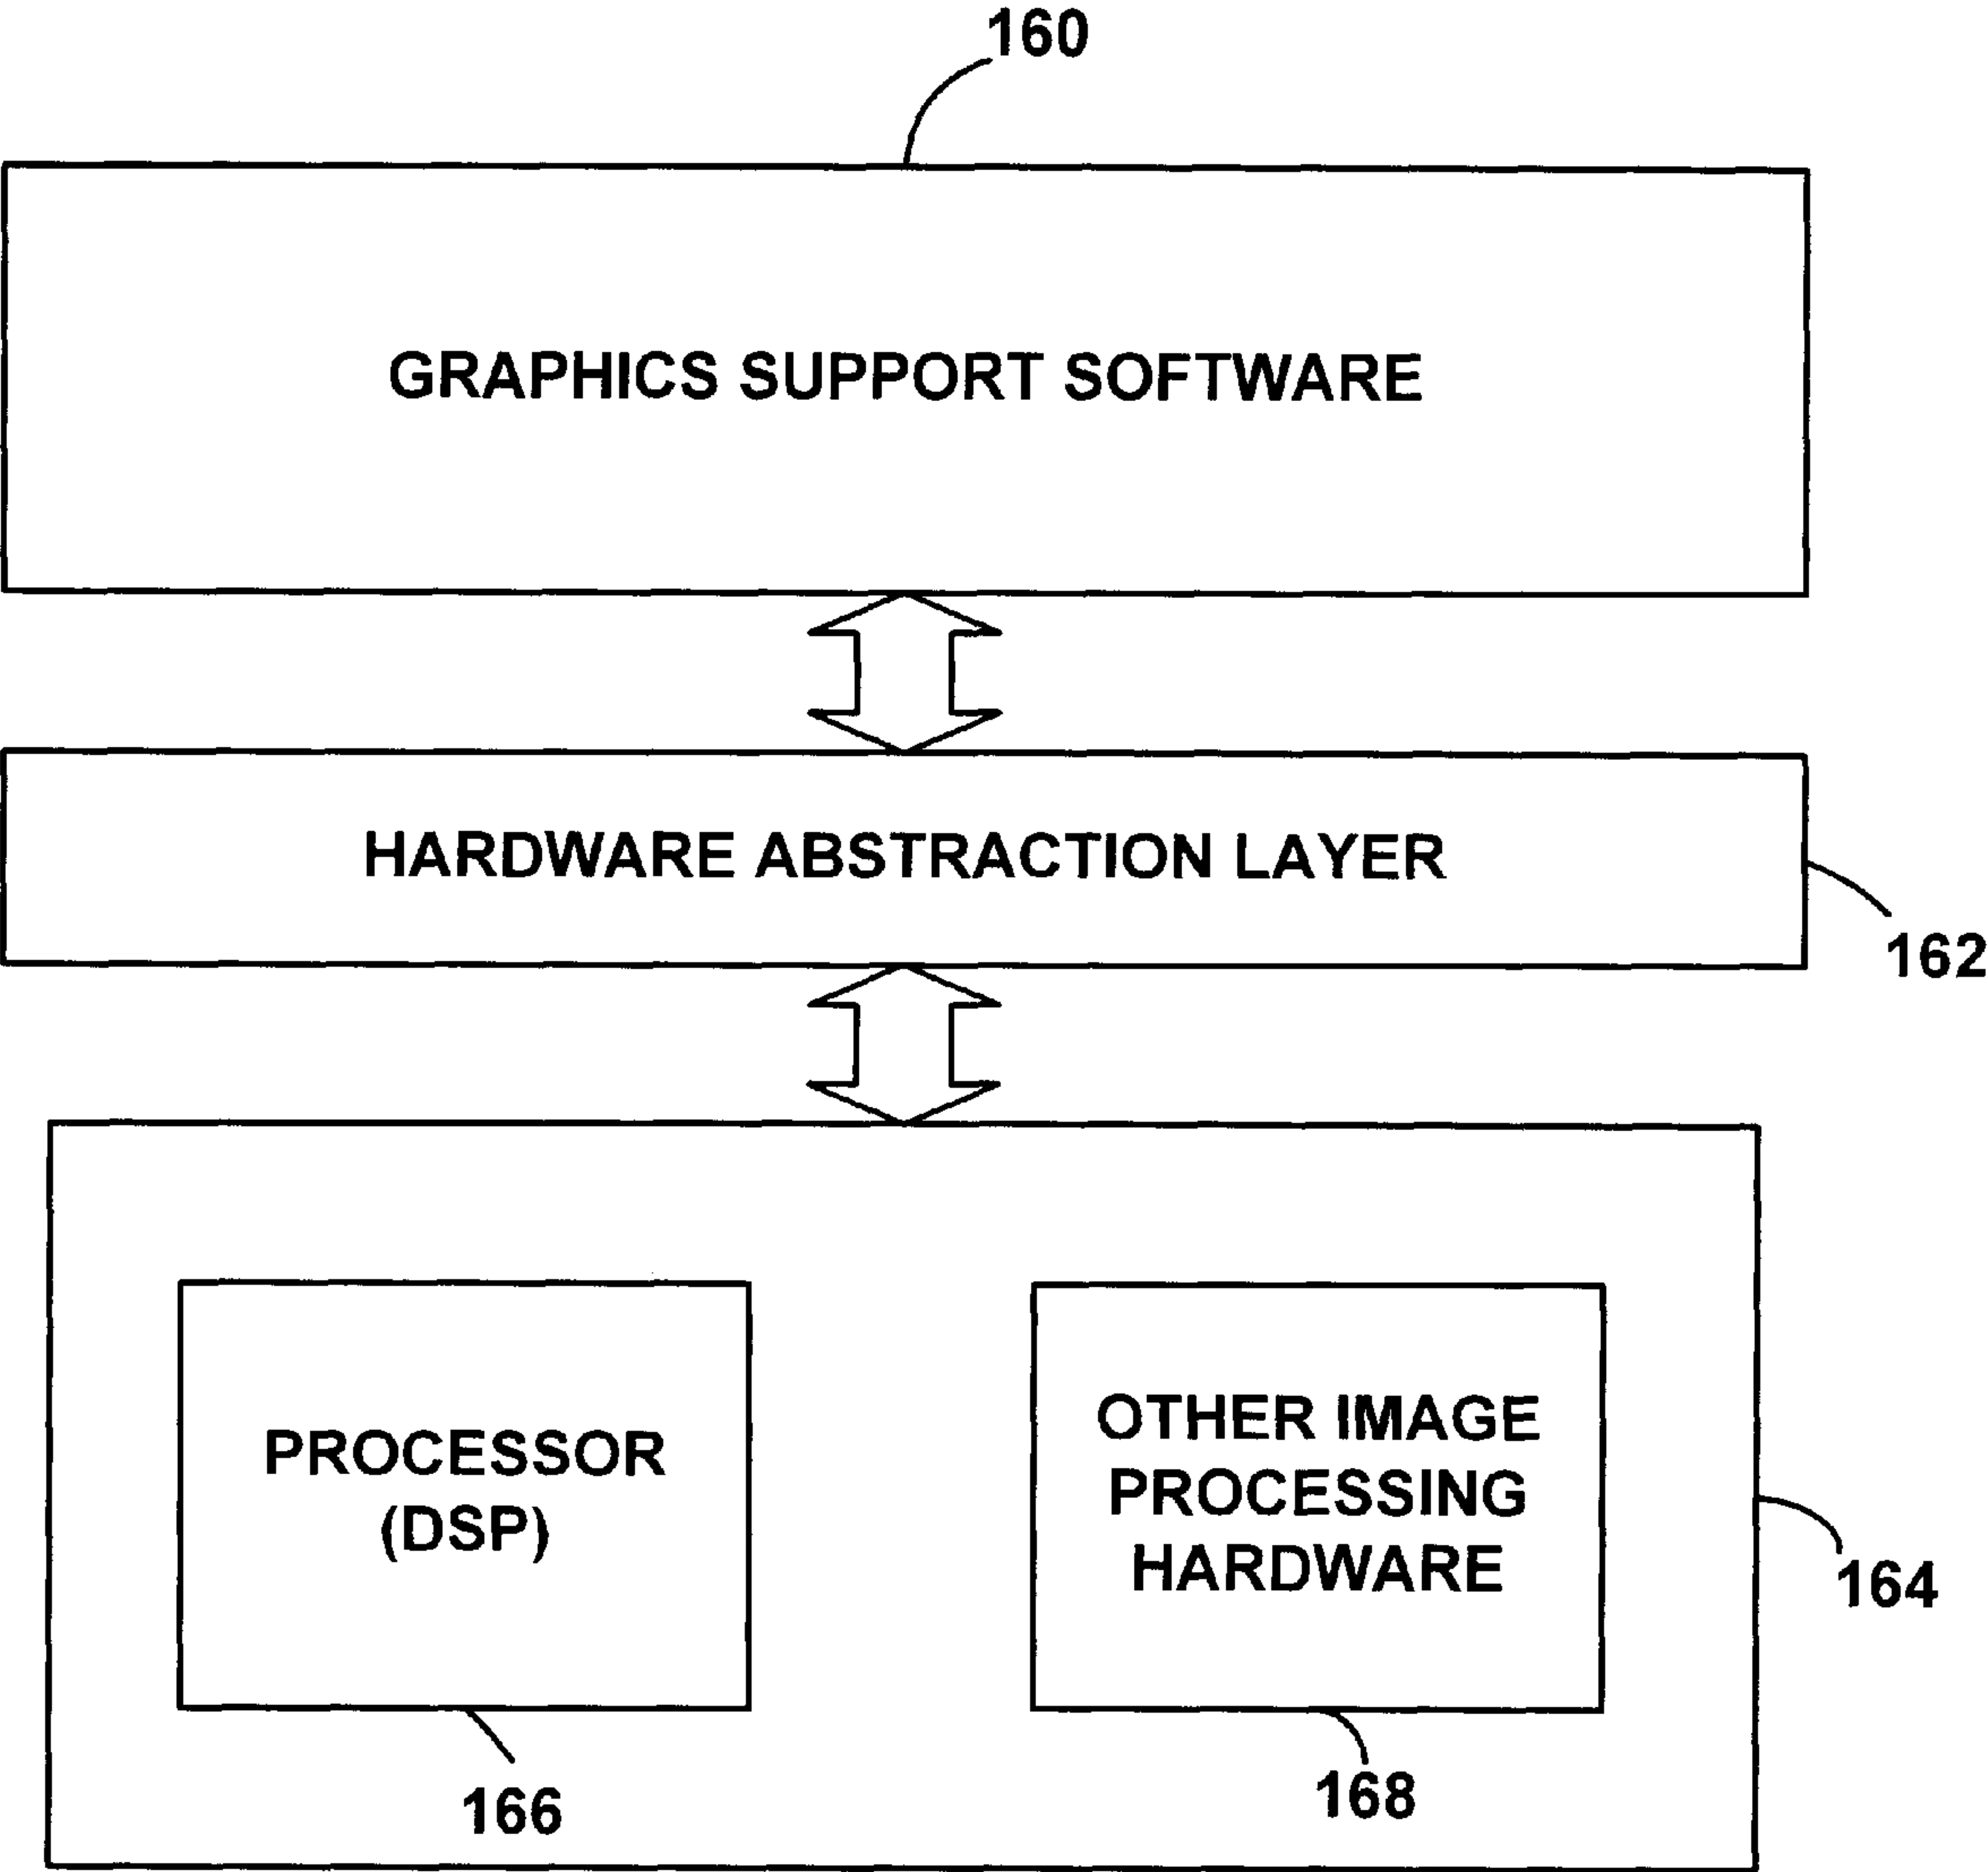 160
GRAPHICS SUPPORT SOFTWARE
HARDWARE ABSTRACTION LAYER
162
PROCESSOR
(DSP)
OTHER IMAGE
PROCESSING
HARDWARE
164
166
168